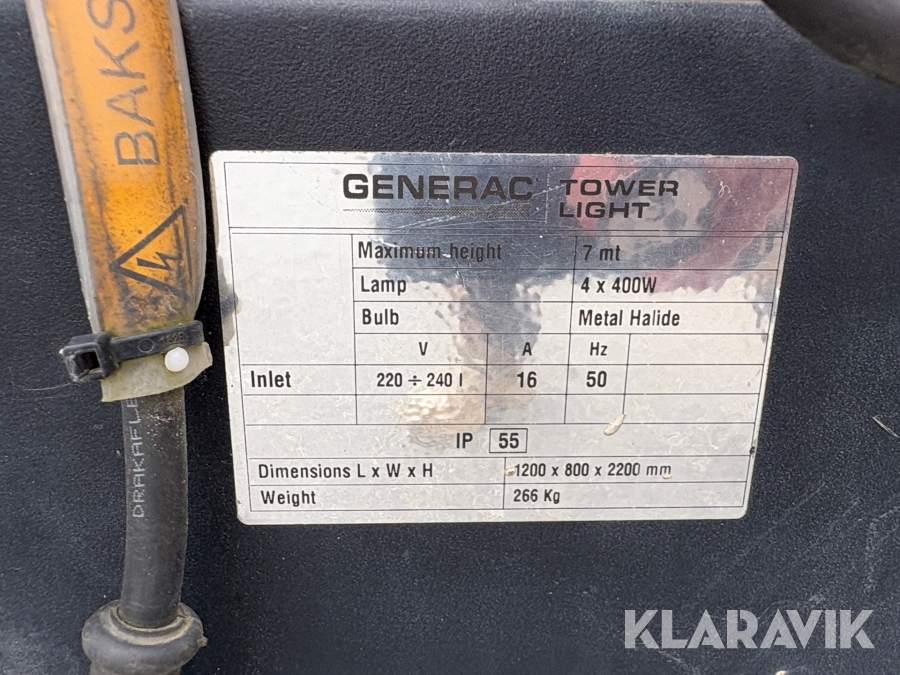 BAKS
GENERAC TOWER
LIGHT
Maximum height 7 mt
Lamp 4 x 400W
Bulb Metal Halide
V A Hz
Inlet 220 ÷ 240 I 16 50
IP 55
Dimensions L x W x H 1200 x 800 x 2200 mm
Weight 266 Kg
DRAKAFLE
KLARAVIK